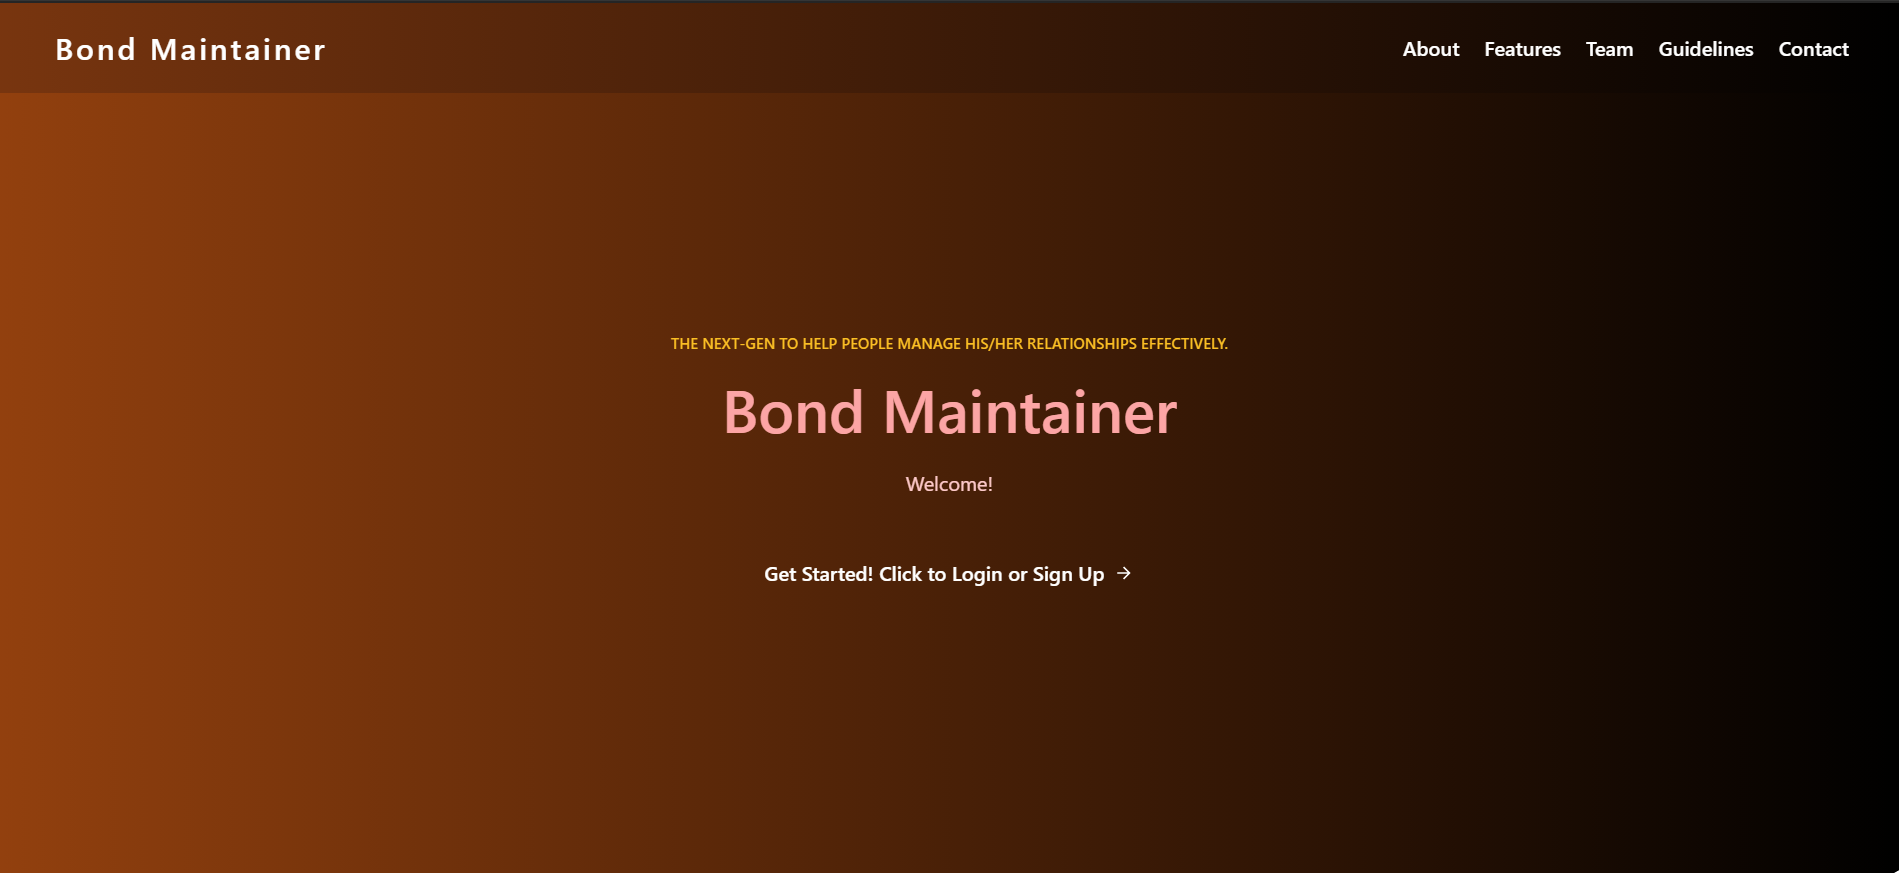 Bond Maintainer
About Features Team Guidelines Contact
THE NEXT-GEN TO HELP PEOPLE MANAGE HIS/HER RELATIONSHIPS EFFECTIVELY.
Bond Maintainer
Welcome!
Get Started! Click to Login or Sign Up →